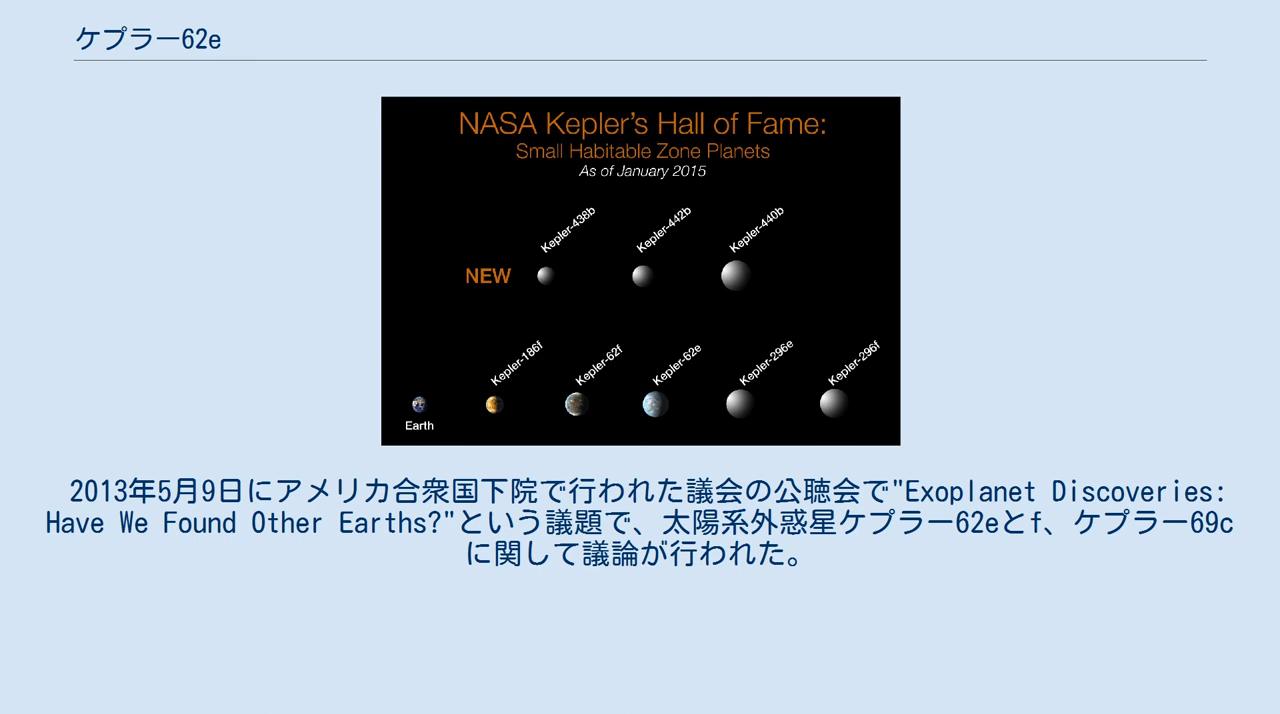 ケプラー62e
NASA Kepler's Hall of Fame:
Small Habitable Zone Planets
As of January 2015
Kepler-438b
Kepler-442b
Kepler-440b
NEW
Kepler-186f
Kepler-62f
Kepler-62e
Kepler-296e
Kepler-296f
Earth
2013年5月9日にアメリカ合衆国下院で行われた議会の公聴会で"Exoplanet Discoveries:
Have We Found Other Earths?"という議題で、太陽系外惑星ケプラー62eとf、ケプラー69c
に関して議論が行われた。